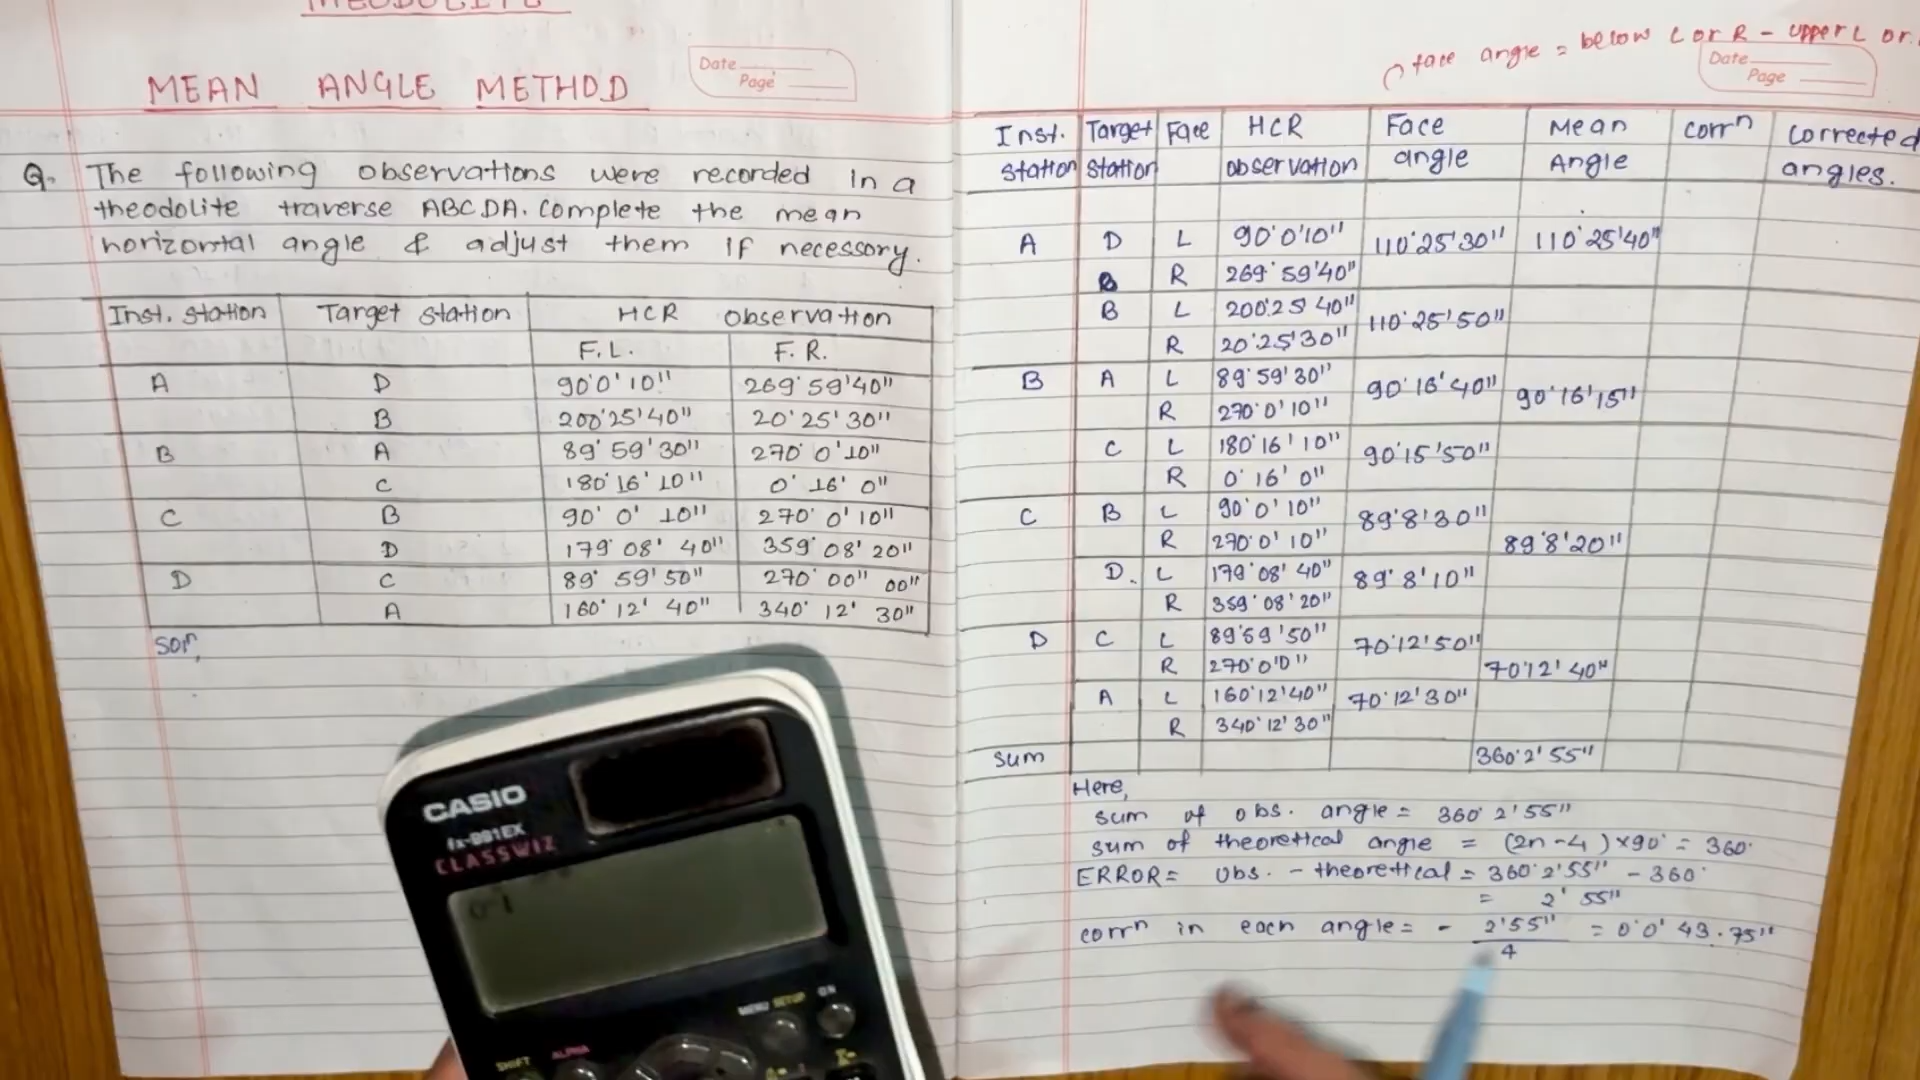 MEAN ANGLE METHOD
Date
Page
Q. The following observations were recorded in a
theodolite traverse ABCDA. Complete the mean
horizontal angle & adjust them if necessary.
Inst. station Target station HCR observation
F.L. F.R.
A D 90°0'10" 269°59'40"
B 200°25'40" 20°25'30"
B A 89°59'30" 270°0'10"
C 180°16'10" 0°16'0"
C B 90°0'10" 270°0'10"
D 179°08'40" 359°08'20"
D C 89°59'50" 270°00"00"
A 160°12'40" 340°12'30"
Soln,
CASIO
fx-991EX
CLASSWIZ
MENU SETUP ON
SHIFT ALPHA
face angle = below L or R - upper L or
Date
Page
Inst. Target Face HCR Face Mean corrn corrected
station station observation angle Angle angles.
A D L 90°0'10" 110°25'30" 110°25'40"
R 269°59'40"
B L 200°25'40" 110°25'50"
R 20°25'30"
B A L 89°59'30" 90°16'40" 90°16'15"
R 270°0'10"
C L 180°16'10" 90°15'50"
R 0°16'0"
C B L 90°0'10" 89°8'30"
R 270°0'10" 89°8'20"
D. L 179°08'40" 89°8'10"
R 359°08'20"
D C L 89°59'50" 70°12'50"
R 270°0'0" 70°12'40"
A L 160°12'40" 70°12'30"
R 340°12'30"
sum 360°2'55"
Here,
sum of obs. angle = 360°2'55"
sum of theoretical angle = (2n-4)×90° = 360°
ERROR = obs. - theoretical = 360°2'55" - 360°
= 2'55"
corrn in each angle = - 2'55" = 0°0'43.75"
4